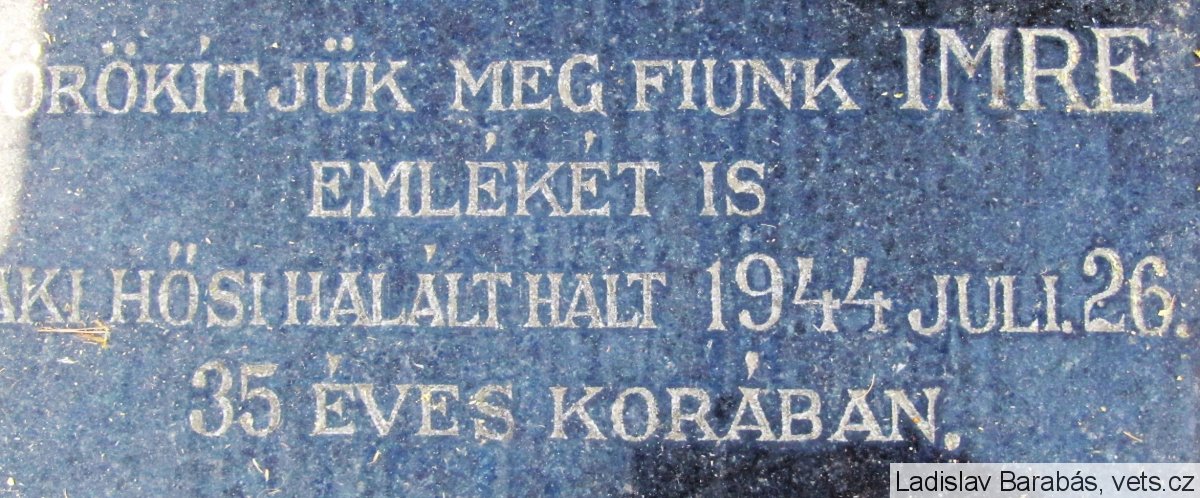 ÖRÖKÍTJÜK MEG FIUNK IMRE
EMLÉKÉT IS
AKI HÖSI HALÁLT HALT 1944 JULI. 26.
35 ÉVES KORÁBAN.
Ladislav Barabás, vets.cz